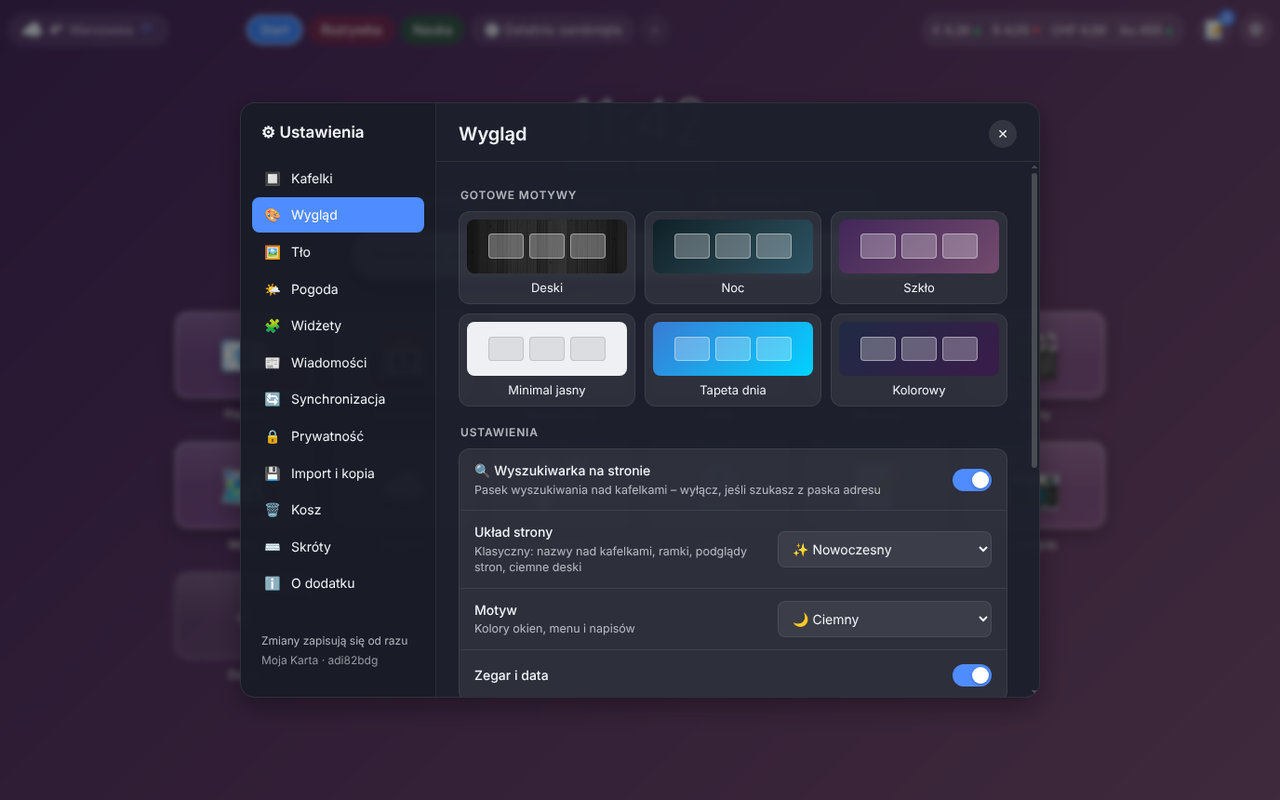 Ustawienia
Kafelki
Wygląd
Tło
Pogoda
Widżety
Wiadomości
Synchronizacja
Prywatność
Import i kopia
Kosz
Skróty
O dodatku
Zmiany zapisują się od razu
Moja Karta · adi82bdg
Wygląd
GOTOWE MOTYWY
Deski
Noc
Szkło
Minimal jasny
Tapeta dnia
Kolorowy
USTAWIENIA
Wyszukiwarka na stronie
Pasek wyszukiwania nad kafelkami – wyłącz, jeśli szukasz z paska adresu
Układ strony
Klasyczny: nazwy nad kafelkami, ramki, podglądy
stron, ciemne deski
✨ Nowoczesny
Motyw
Kolory okien, menu i napisów
🌙 Ciemny
Zegar i data